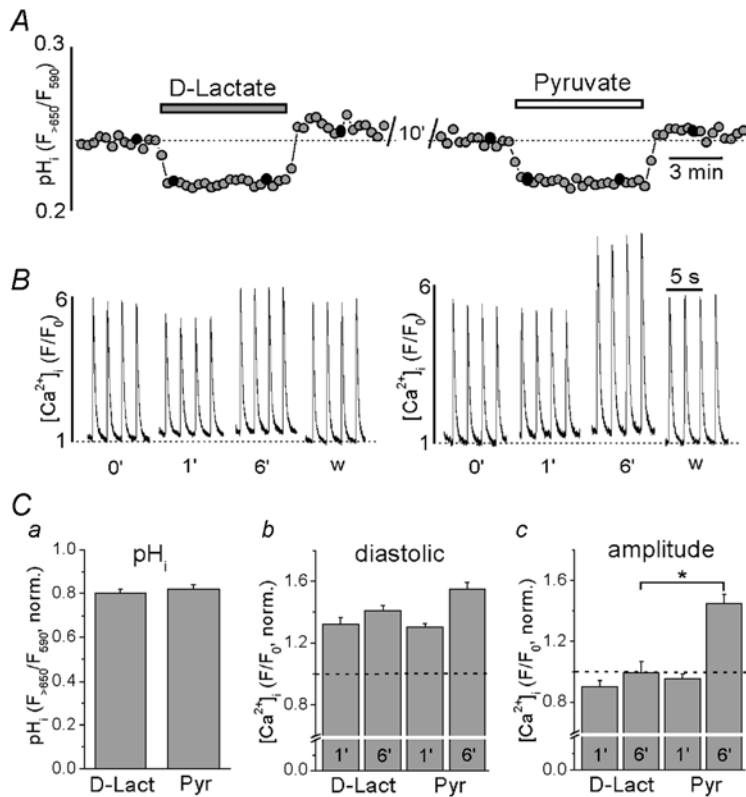 A
0.3
0.2
pHi (F>650/F590)
D-Lactate
10'
Pyruvate
3 min
B
6
1
[Ca2+]i (F/F0)
0'
1'
6'
w
6
1
[Ca2+]i (F/F0)
5 s
0'
1'
6'
w
C
a
pHi
1.0
0.8
0.6
0.4
0.2
0.0
pHi (F>650/F590, norm.)
D-Lact
Pyr
b
diastolic
1.6
1.2
0.8
0.0
[Ca2+]i (F/F0, norm.)
1'
6'
1'
6'
D-Lact
Pyr
c
amplitude
*
1.6
1.2
0.8
0.0
[Ca2+]i (F/F0, norm.)
1'
6'
1'
6'
D-Lact
Pyr